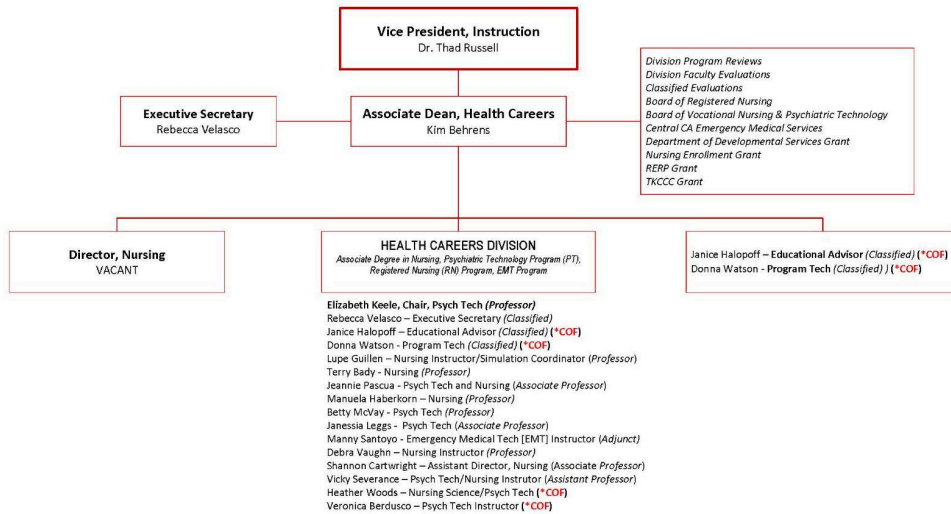 Vice President, Instruction
Dr. Thad Russell
Executive Secretary
Rebecca Velasco
Associate Dean, Health Careers
Kim Behrens
Division Program Reviews
Division Faculty Evaluations
Classified Evaluations
Board of Registered Nursing
Board of Vocational Nursing & Psychiatric Technology
Central CA Emergency Medical Services
Department of Developmental Services Grant
Nursing Enrollment Grant
RERP Grant
TKCCC Grant
Director, Nursing
VACANT
HEALTH CAREERS DIVISION
Associate Degree in Nursing, Psychiatric Technology Program (PT),
Registered Nursing (RN) Program, EMT Program
Janice Halopoff – Educational Advisor (Classified) (*COF)
Donna Watson - Program Tech (Classified) ) (*COF)
Elizabeth Keele, Chair, Psych Tech (Professor)
Rebecca Velasco – Executive Secretary (Classified)
Janice Halopoff – Educational Advisor (Classified) (*COF)
Donna Watson - Program Tech (Classified) (*COF)
Lupe Guillen – Nursing Instructor/Simulation Coordinator (Professor)
Terry Bady - Nursing (Professor)
Jeannie Pascua - Psych Tech and Nursing (Associate Professor)
Manuela Haberkorn – Nursing (Professor)
Betty McVay - Psych Tech (Professor)
Janessia Leggs - Psych Tech (Associate Professor)
Manny Santoyo - Emergency Medical Tech [EMT] Instructor (Adjunct)
Debra Vaughn – Nursing Instructor (Professor)
Shannon Cartwright – Assistant Director, Nursing (Associate Professor)
Vicky Severance – Psych Tech/Nursing Instrutor (Assistant Professor)
Heather Woods – Nursing Science/Psych Tech (*COF)
Veronica Berdusco – Psych Tech Instructor (*COF)